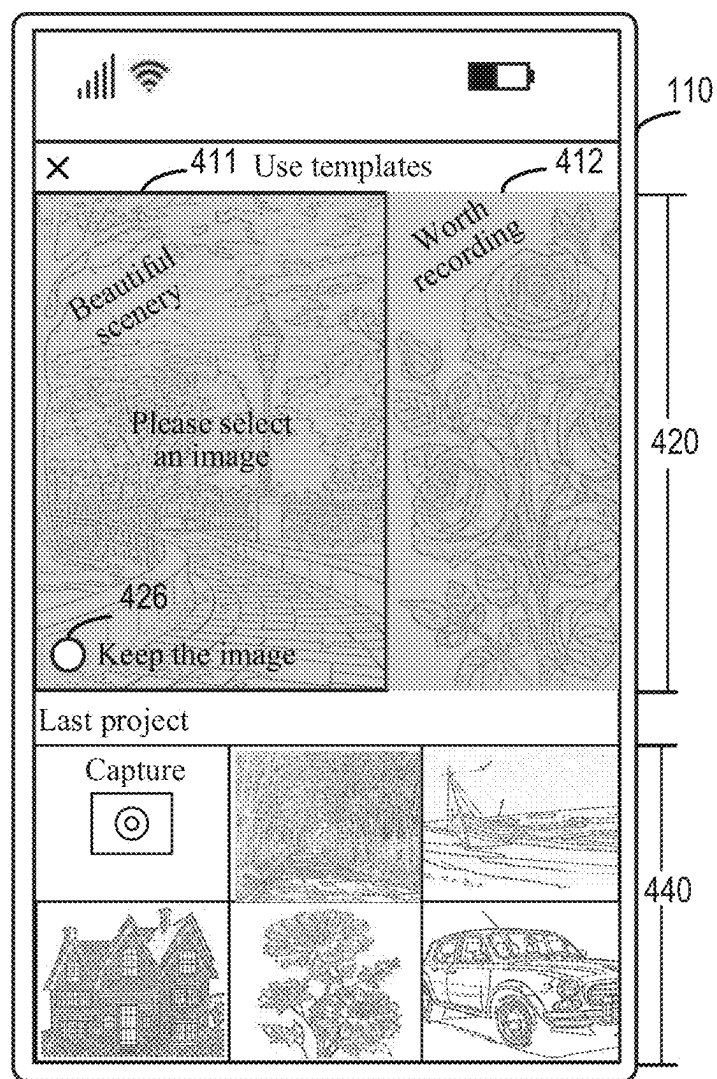 110
411 Use templates 412
Beautiful
scenery
Worth
recording
Please select
an image
420
426
Keep the image
Last project
Capture
440